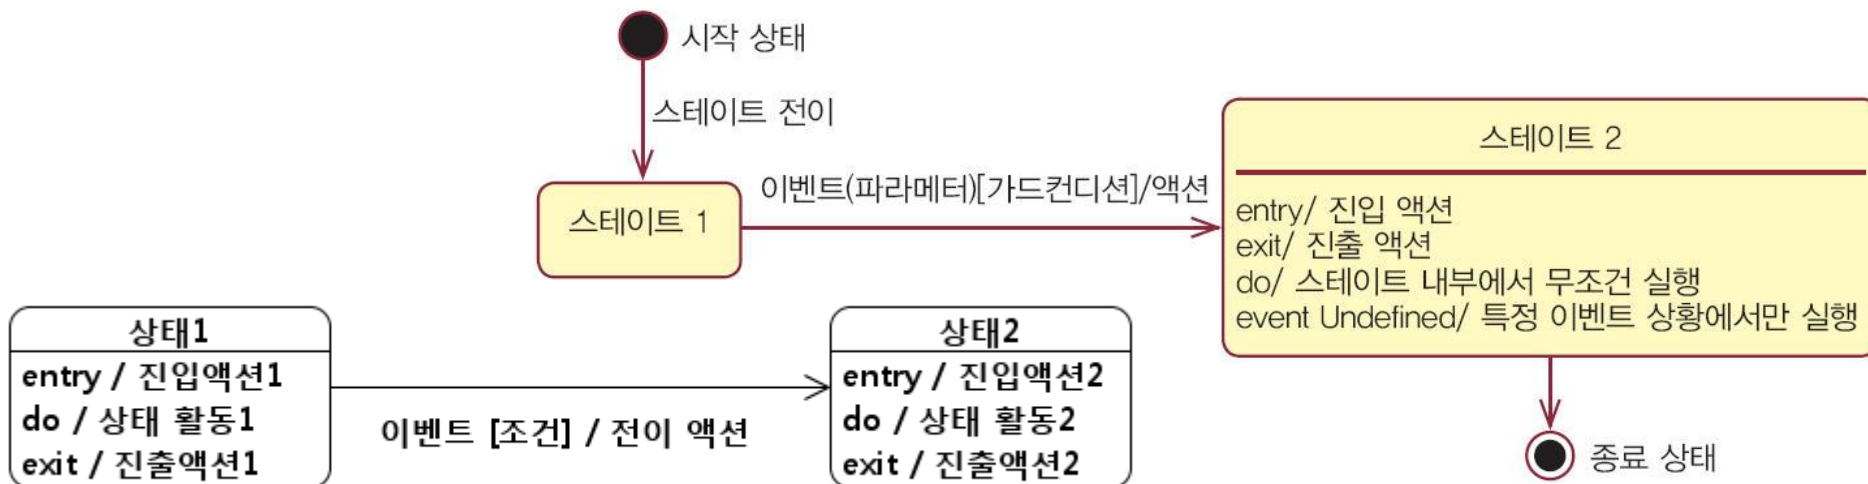 시작 상태
스테이트 전이
스테이트 1
이벤트(파라메터)[가드컨디션]/액션
스테이트 2
entry/ 진입 액션
exit/ 진출 액션
do/ 스테이트 내부에서 무조건 실행
event Undefined/ 특정 이벤트 상황에서만 실행
종료 상태
상태1
entry / 진입액션1
do / 상태 활동1
exit / 진출액션1
이벤트 [조건] / 전이 액션
상태2
entry / 진입액션2
do / 상태 활동2
exit / 진출액션2